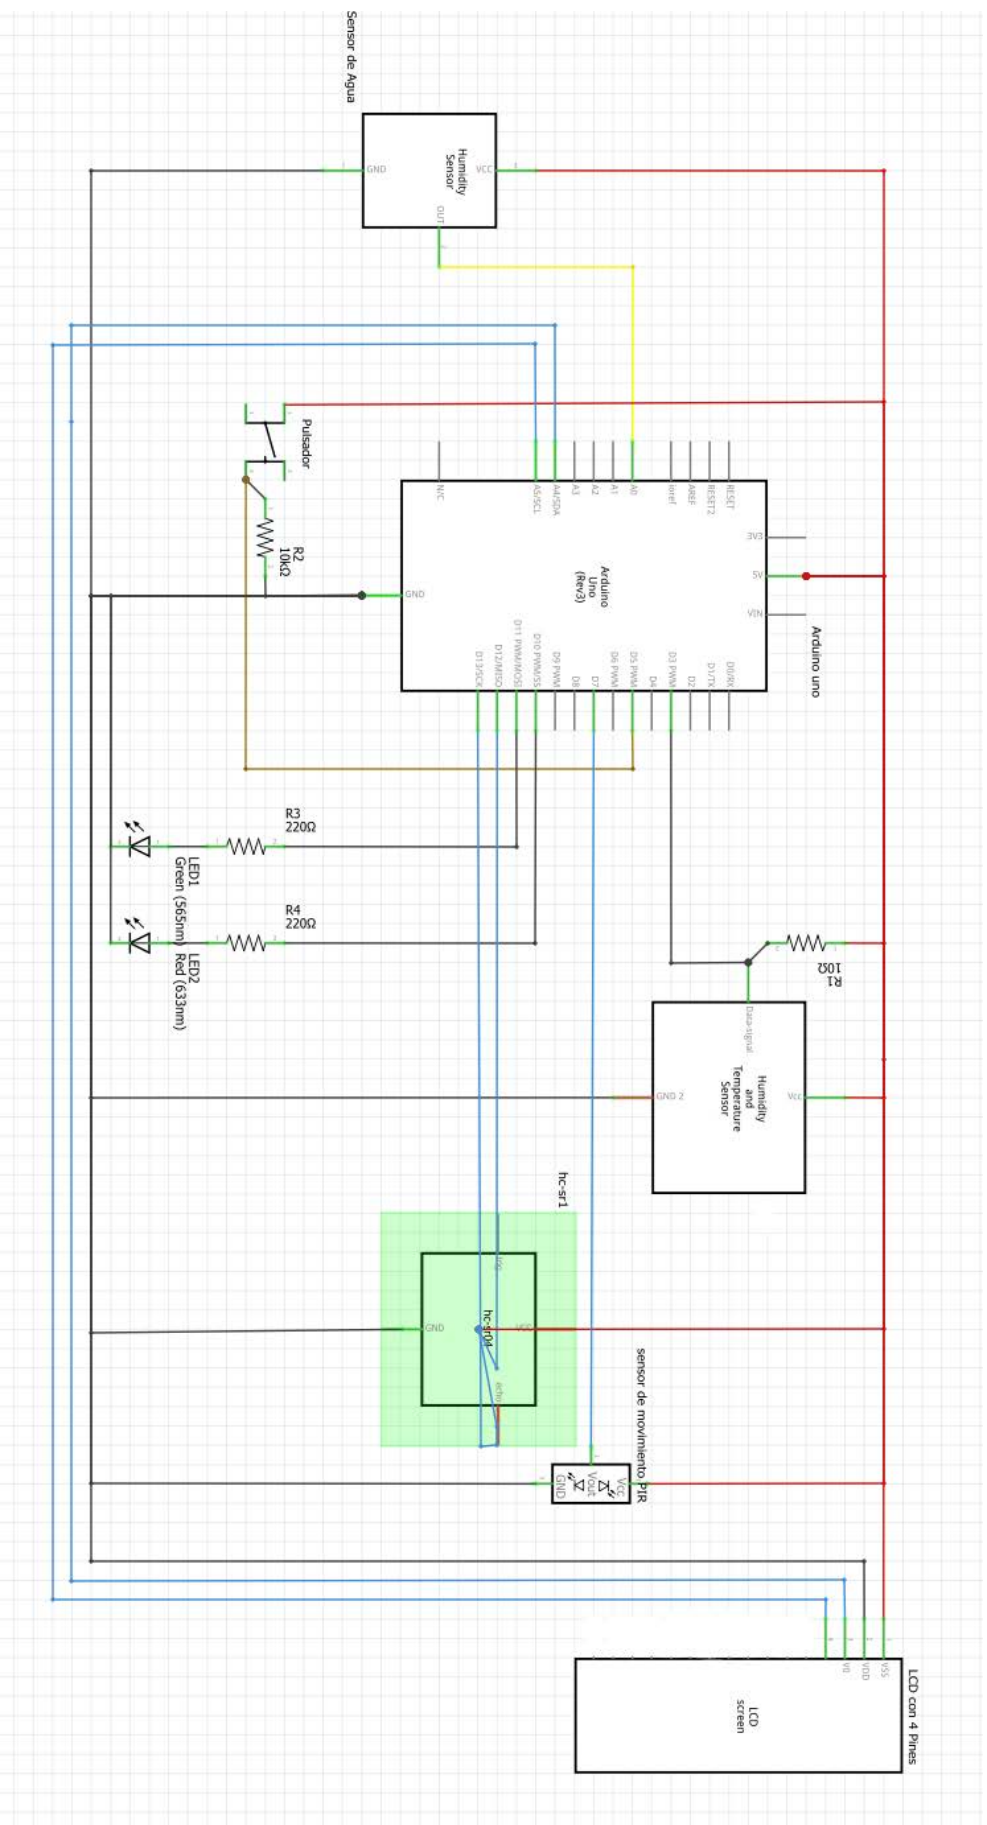 Sensor de Agua
Humidity
Sensor
GND
VCC
OUT
Pulsador
R2
10kΩ
N/C
A5/SCL
A4/SDA
A3
A2
A1
A0
ioref
AREF
RESET2
RESET
Arduino
Uno
(Rev3)
3V3
5V
VIN
GND
Arduino uno
D13/SCK
D12/MISO
D11 PWM/MOSI
D10 PWM/SS
D9 PWM
D8
D7
D6 PWM
D5 PWM
D4
D3 PWM
D2
D1/TX
D0/RX
R3
220Ω
LED1
Green (565nm)
R4
220Ω
LED2
Red (633nm)
R1
10Ω
Data-signal
Humidity
and
Temperature
Sensor
GND 2
Vcc
hc-sr1
trig
hc-sr04
GND
VCC
echo
sensor de movimiento PIR
Vcc
Vout
GND
VSS
VDD
V0
LCD
screen
LCD con 4 Pines